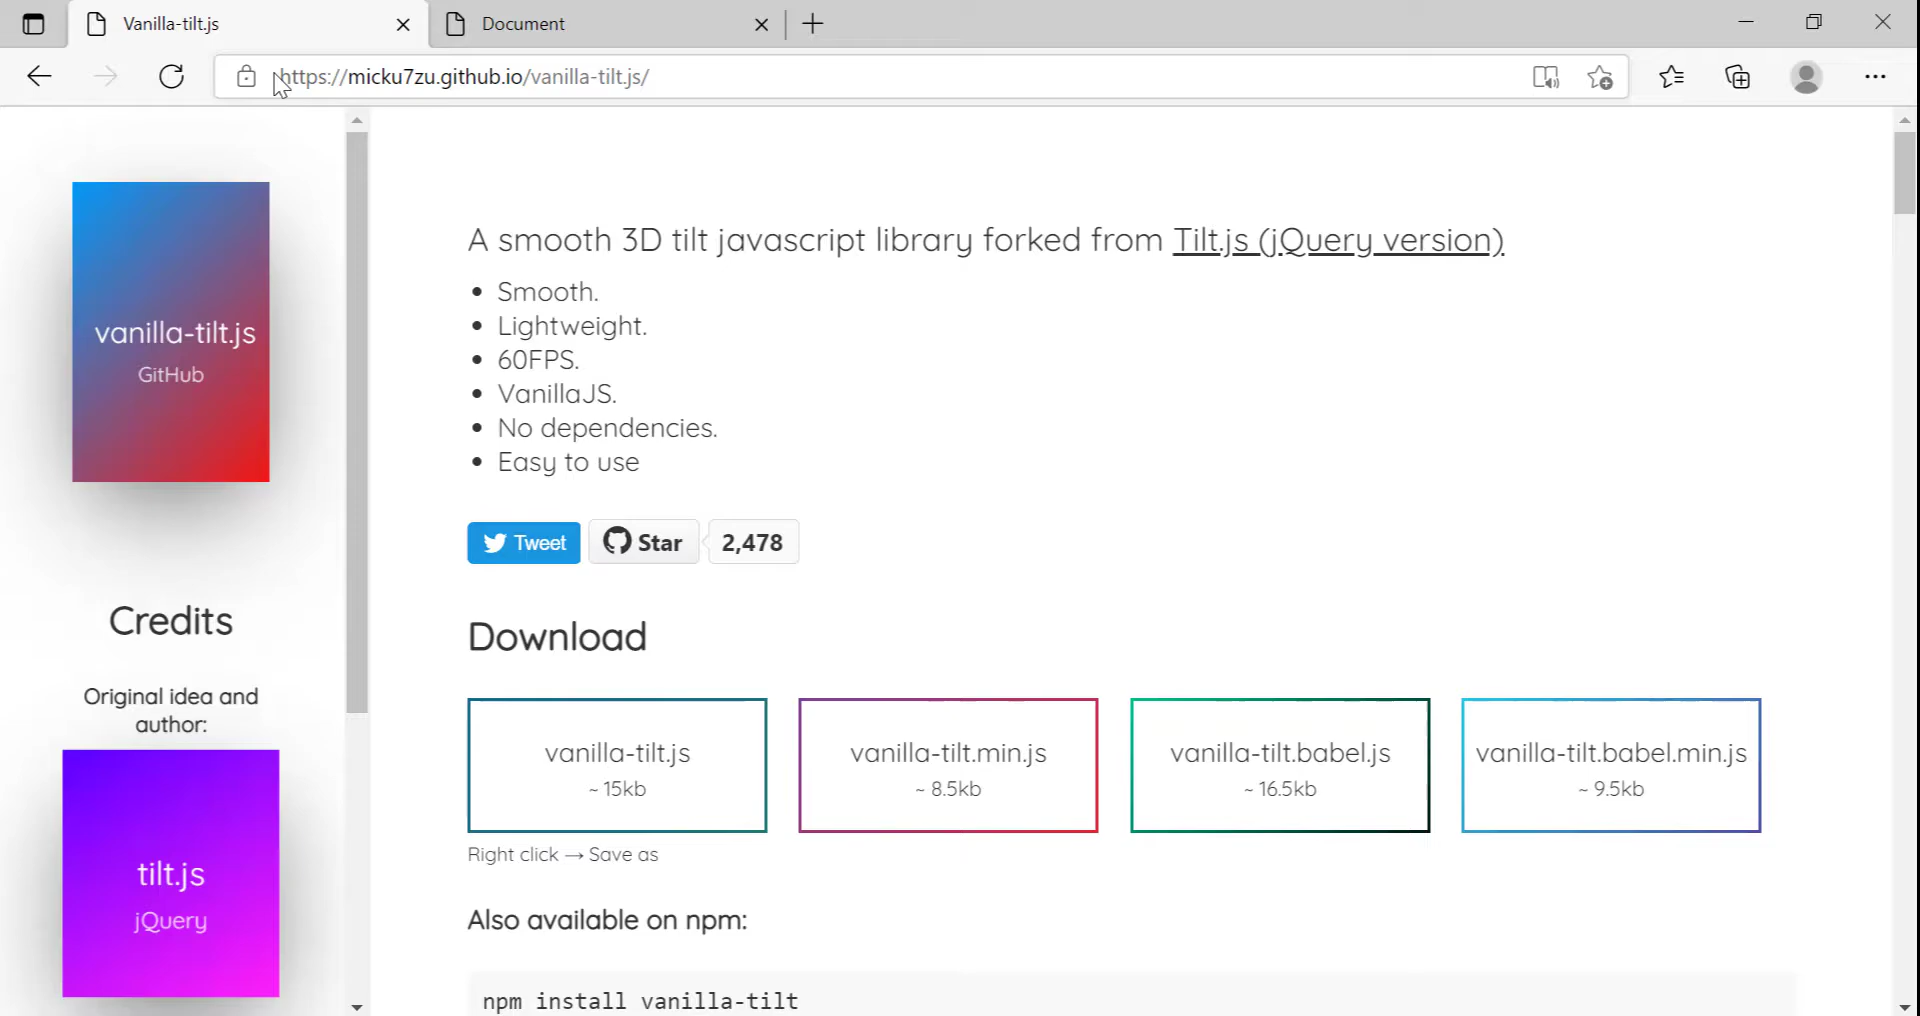 Vanilla-tilt.js
Document
https://micku7zu.github.io/vanilla-tilt.js/
vanilla-tilt.js
GitHub
Credits
Original idea and
author:
tilt.js
jQuery
A smooth 3D tilt javascript library forked from Tilt.js (jQuery version)
Smooth.
Lightweight.
60FPS.
VanillaJS.
No dependencies.
Easy to use
Tweet
Star
2,478
Download
vanilla-tilt.js
~ 15kb
vanilla-tilt.min.js
~ 8.5kb
vanilla-tilt.babel.js
~ 16.5kb
vanilla-tilt.babel.min.js
~ 9.5kb
Right click → Save as
Also available on npm:
npm install vanilla-tilt